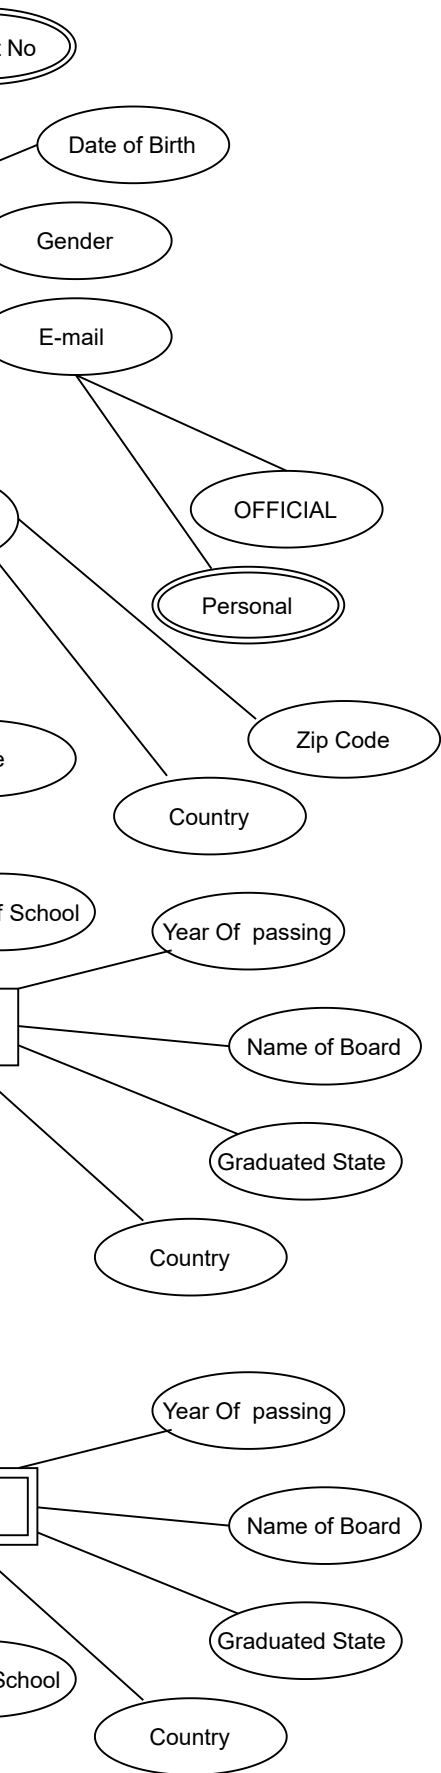 No
Date of Birth
Gender
E-mail
OFFICIAL
Personal
Zip Code
Country
School
Year Of  passing
Name of Board
Graduated State
Country
Year Of  passing
Name of Board
Graduated State
School
Country